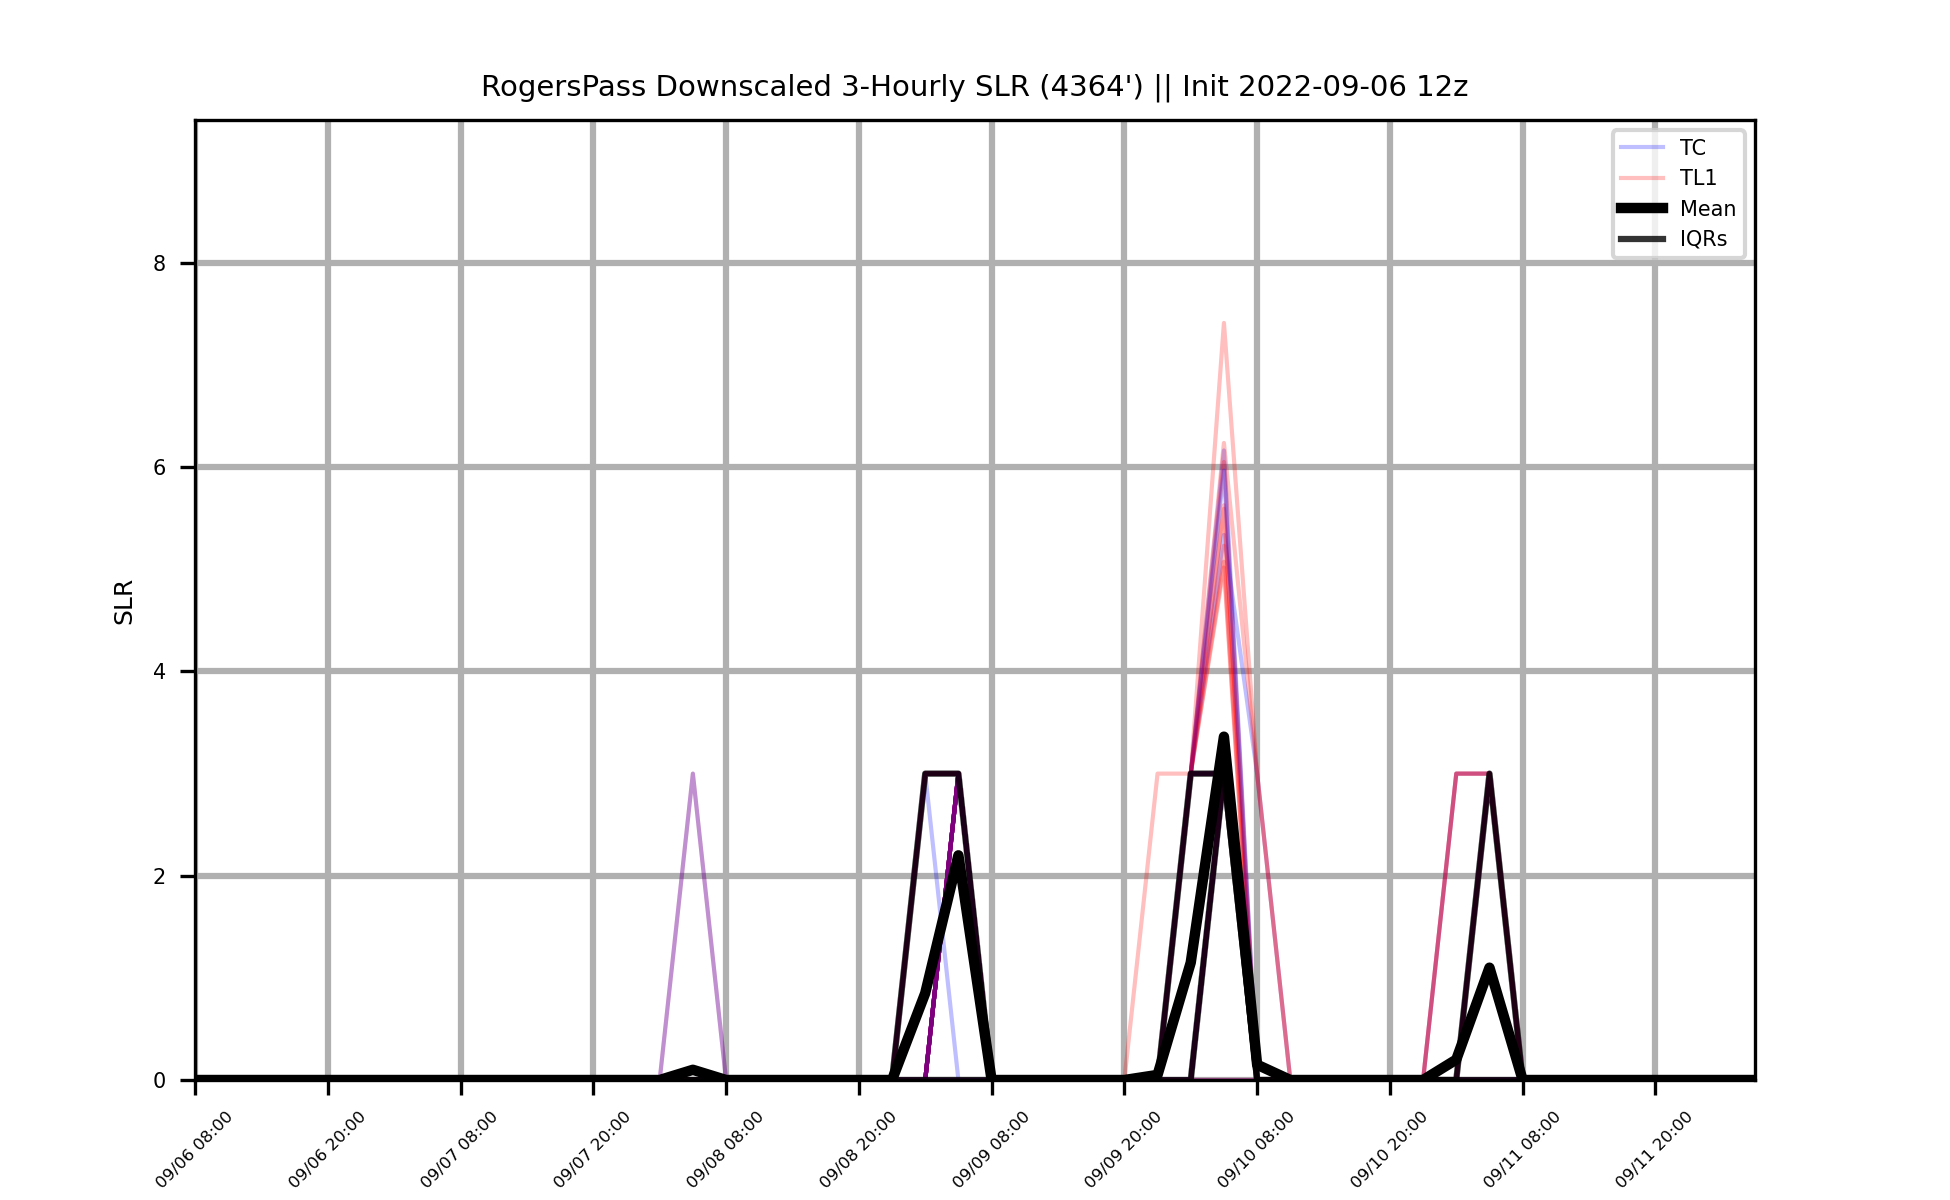 RogersPass Downscaled 3-Hourly SLR (4364') || Init 2022-09-06 12z
TC
TL1
Mean
IQRs
8
6
4
2
0
SLR
09/06 08:00
09/06 20:00
09/07 08:00
09/07 20:00
09/08 08:00
09/08 20:00
09/09 08:00
09/09 20:00
09/10 08:00
09/10 20:00
09/11 08:00
09/11 20:00